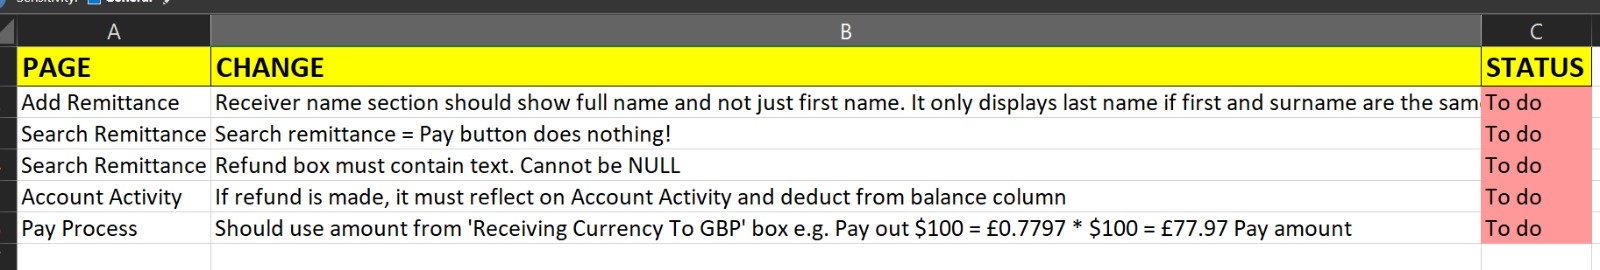 A B C
PAGE CHANGE STATUS
Add Remittance Receiver name section should show full name and not just first name. It only displays last name if first and surname are the To do
Search Remittance Search remittance = Pay button does nothing! To do
Search Remittance Refund box must contain text. Cannot be NULL To do
Account Activity If refund is made, it must reflect on Account Activity and deduct from balance column To do
Pay Process Should use amount from 'Receiving Currency To GBP' box e.g. Pay out $100 = £0.7797 * $100 = £77.97 Pay amount To do